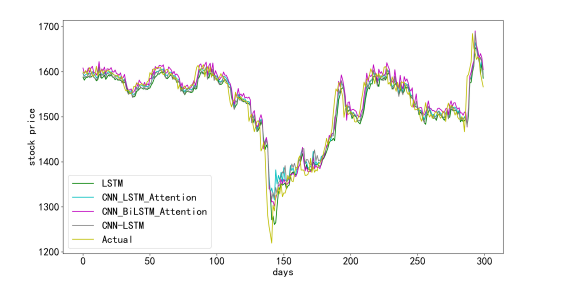 1700
1600
1500
1400
1300
1200
stook price
LSTM
CNN_LSTM_Attention
CNN_BiLSTM_Attention
CNN-LSTM
Actual
0 50 100 150 200 250 300
days